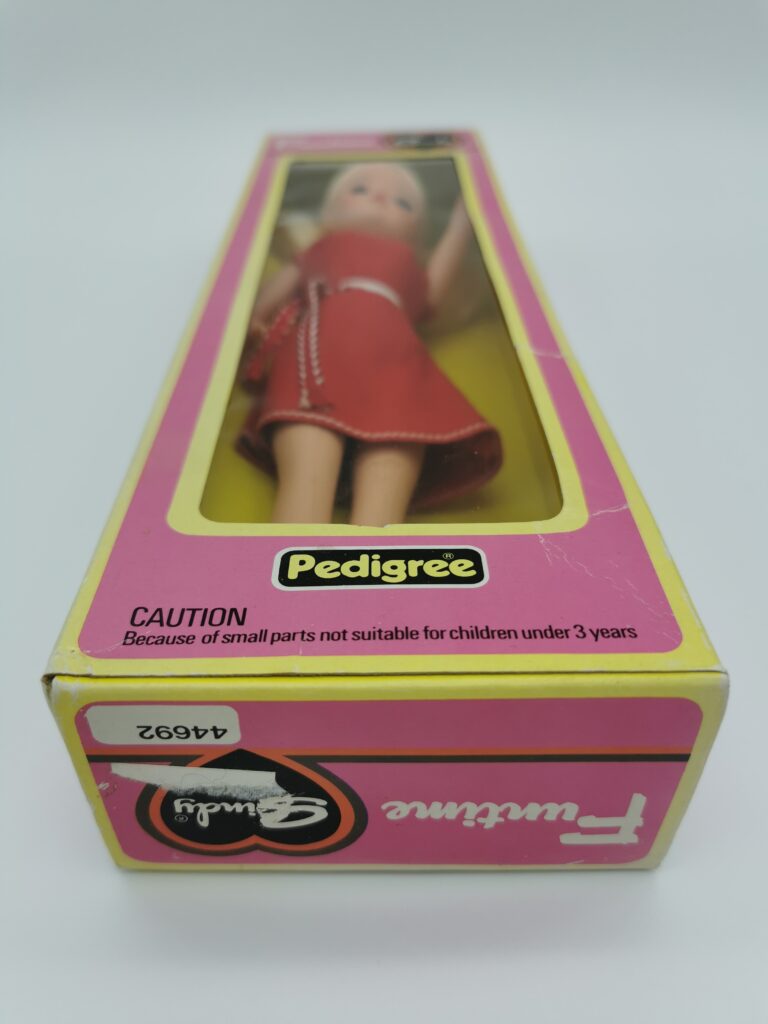 Pedigree®
CAUTION
Because of small parts not suitable for children under 3 years
44692
Funtime
Sindy®